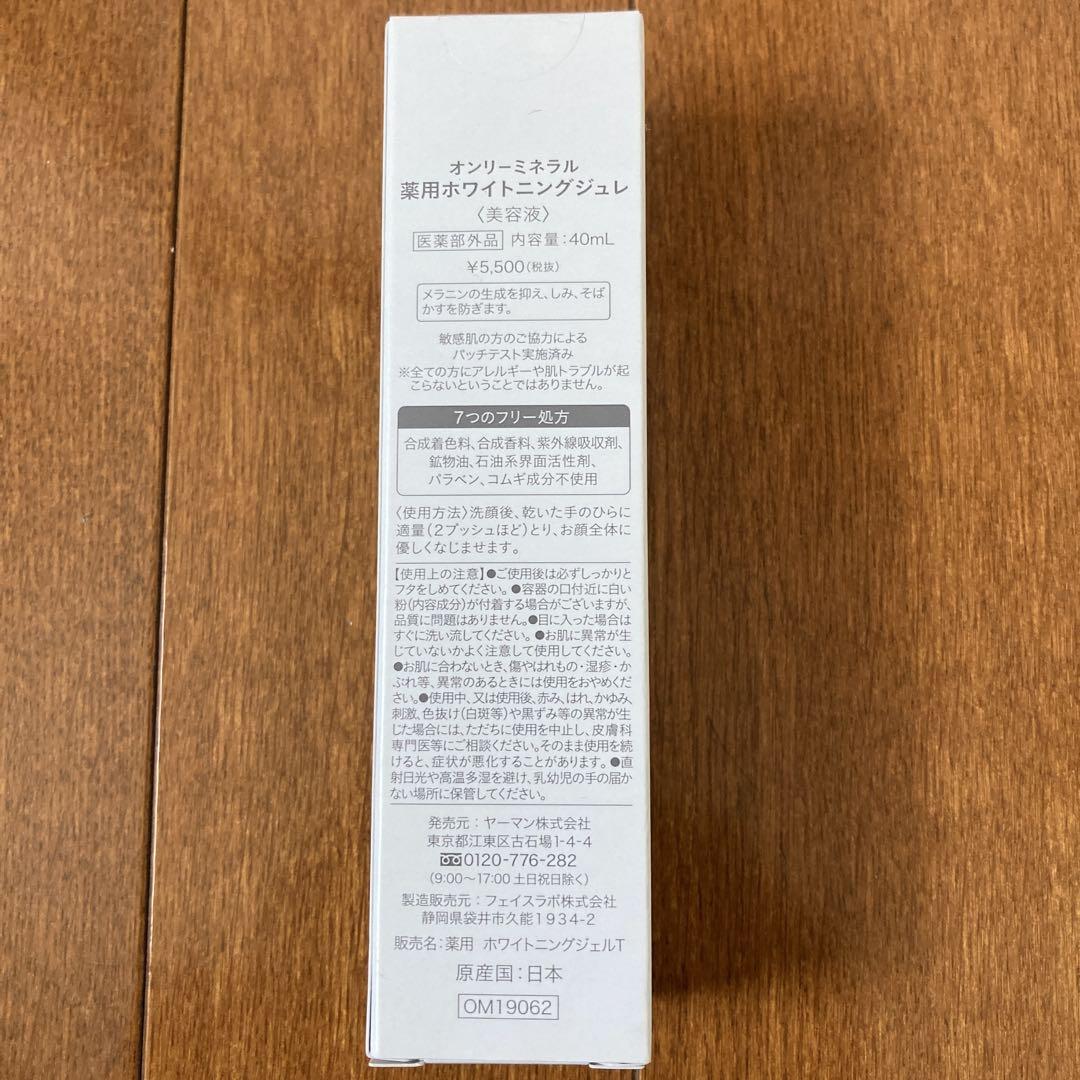 オンリーミネラル
薬用ホワイトニングジュレ
〈美容液〉
医薬部外品 内容量：40mL
¥5,500（税抜）
メラニンの生成を抑え、しみ、そば
かすを防ぎます。
敏感肌の方のご協力による
パッチテスト実施済み
※全ての方にアレルギーや肌トラブルが起
こらないということではありません。
7つのフリー処方
合成着色料、合成香料、紫外線吸収剤、
鉱物油、石油系界面活性剤、
パラベン、コムギ成分不使用
〈使用方法〉洗顔後、乾いた手のひらに
適量（2プッシュほど）とり、お顔全体に
優しくなじませます。
【使用上の注意】●ご使用後は必ずしっかりと
フタをしめてください。●容器の口付近に白い
粉（内容成分）が付着する場合がございますが、
品質に問題はありません。●目に入った場合は
すぐに洗い流してください。●お肌に異常が生
じていないかよく注意して使用してください。
●お肌に合わないとき、傷やはれもの・湿疹・か
ぶれ等、異常のあるときには使用をおやめくだ
さい。●使用中、又は使用後、赤み、はれ、かゆみ、
刺激、色抜け（白斑等）や黒ずみ等の異常が生
じた場合には、ただちに使用を中止し、皮膚科
専門医等にご相談ください。そのまま使用を続
けると、症状が悪化することがあります。●直
射日光や高温多湿を避け、乳幼児の手の届か
ない場所に保管してください。
発売元：ヤーマン株式会社
東京都江東区古石場1-4-4
0120-776-282
（9:00〜17:00 土日祝日除く）
製造販売元：フェイスラボ株式会社
静岡県袋井市久能1934-2
販売名：薬用 ホワイトニングジェルT
原産国：日本
OM19062